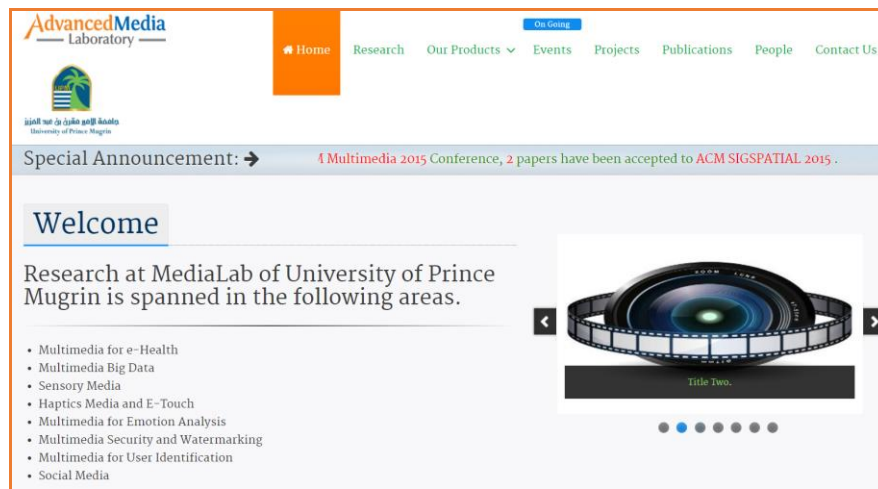 AdvancedMedia
Laboratory
On Going
Home Research Our Products Events Projects Publications People Contact Us
جامعة الأمير مقرن بن عبد العزيز
University of Prince Mugrin
Special Announcement: Multimedia 2015 Conference, 2 papers have been accepted to ACM SIGSPATIAL 2015 .
Welcome
Research at MediaLab of University of Prince
Mugrin is spanned in the following areas.
• Multimedia for e-Health
• Multimedia Big Data
• Sensory Media
• Haptics Media and E-Touch
• Multimedia for Emotion Analysis
• Multimedia Security and Watermarking
• Multimedia for User Identification
• Social Media
ZOOM LENS
Title Two.